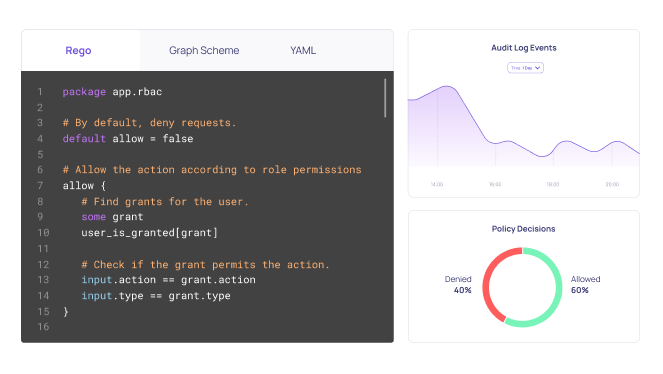 Rego
Graph Scheme
YAML
1 package app.rbac
2
3 # By default, deny requests.
4 default allow = false
5
6 # Allow the action according to role permissions
7 allow {
8 # Find grants for the user.
9 some grant
10 user_is_granted[grant]
11
12 # Check if the grant permits the action.
13 input.action == grant.action
14 input.type == grant.type
15 }
16
Audit Log Events
Time 1 Day
14:00 16:00 18:00 20:00
Policy Decisions
Denied
40%
Allowed
60%